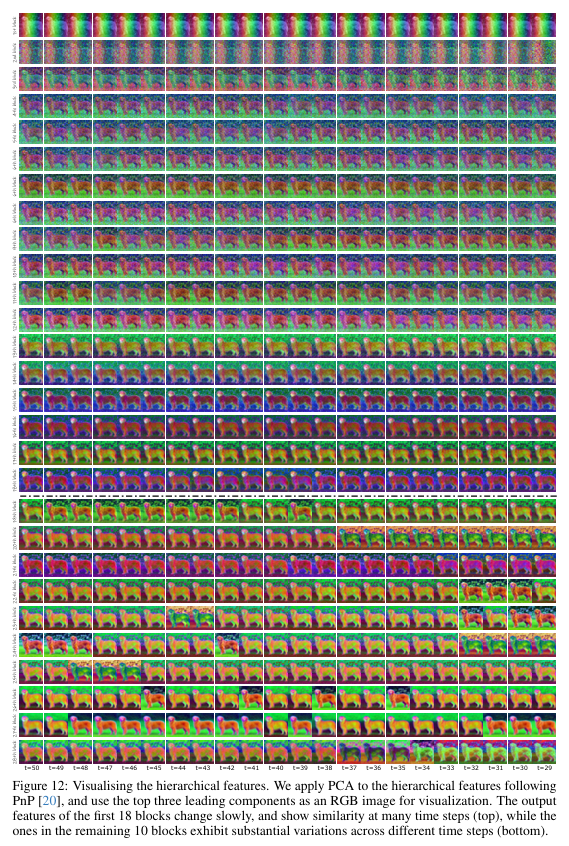 t=50 t=49 t=48 t=47 t=46 t=45 t=44 t=43 t=42 t=41 t=40 t=39 t=38 t=37 t=36 t=35 t=34 t=33 t=32 t=31 t=30 t=29
Figure 12: Visualising the hierarchical features. We apply PCA to the hierarchical features following
PnP [20], and use the top three leading components as an RGB image for visualization. The output
features of the first 18 blocks change slowly, and show similarity at many time steps (top), while the
ones in the remaining 10 blocks exhibit substantial variations across different time steps (bottom).